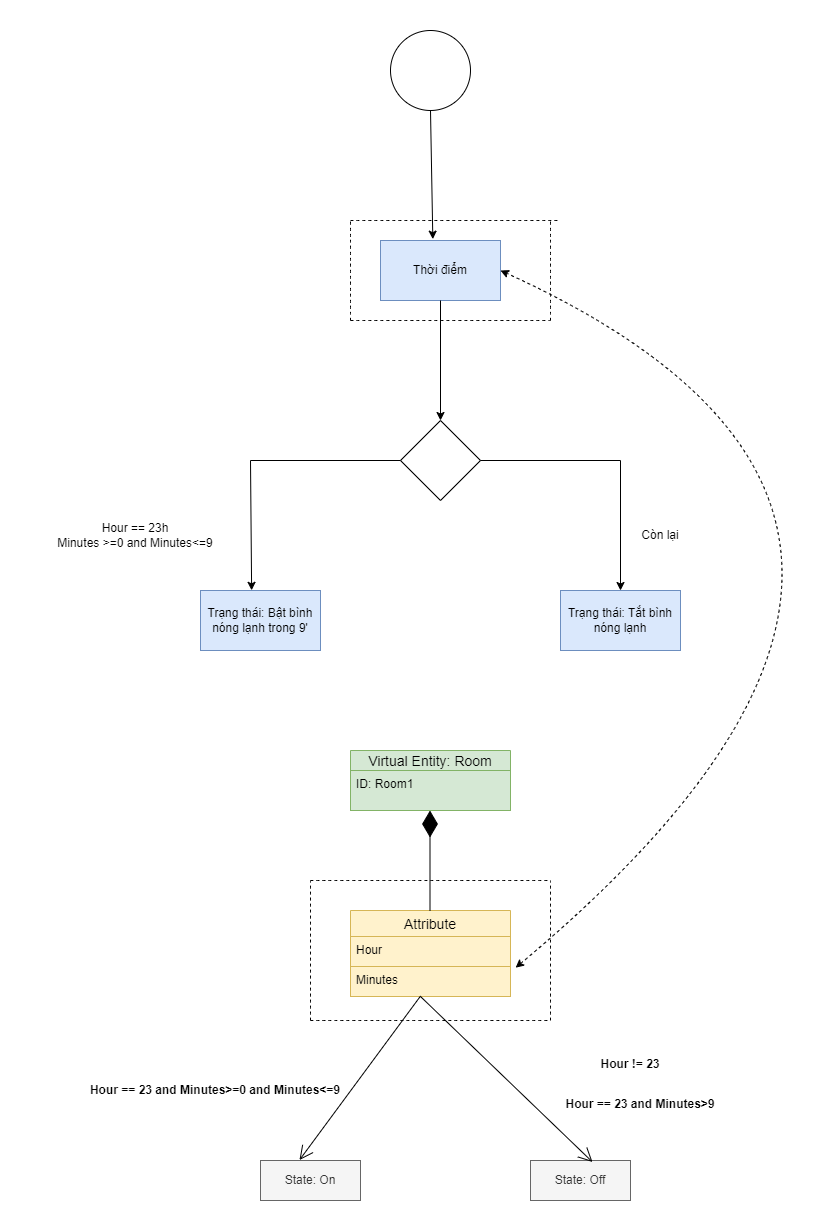 Thời điểm
Hour == 23h
Minutes >=0 and Minutes<=9
Còn lại
Trạng thái: Bật bình
nóng lạnh trong 9'
Trạng thái: Tắt bình
nóng lạnh
Virtual Entity: Room
ID: Room1
Attribute
Hour
Minutes
Hour != 23
Hour == 23 and Minutes>=0 and Minutes<=9
Hour == 23 and Minutes>9
State: On
State: Off